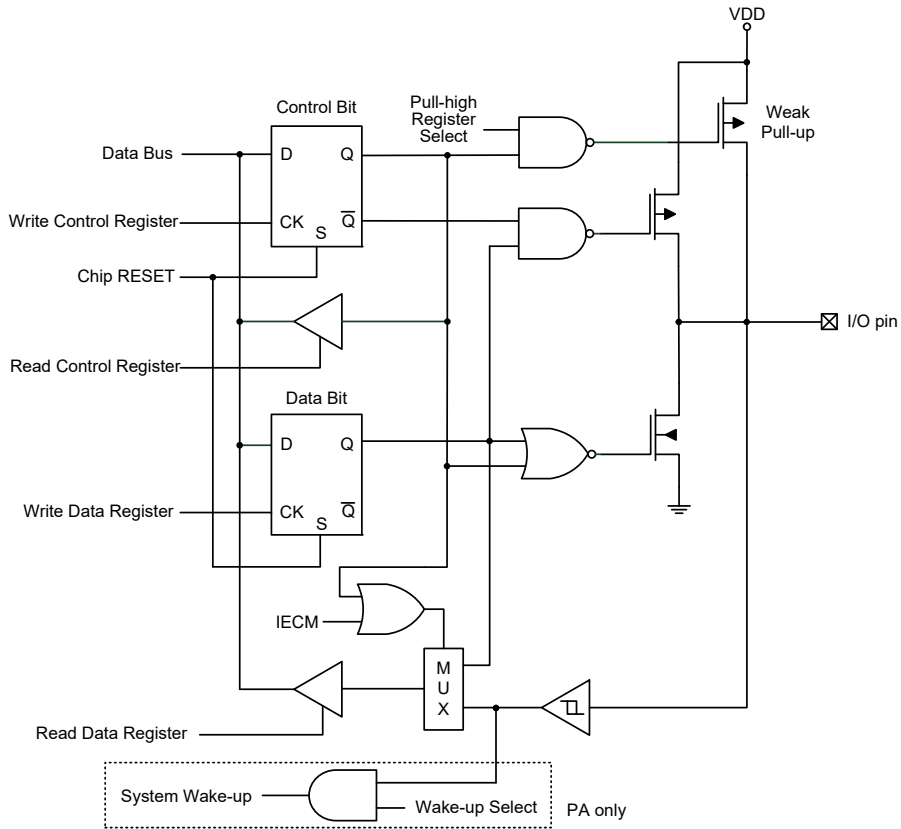 VDD
Control Bit
Pull-high
Register
Select
Weak
Pull-up
Data Bus
D
Q
Write Control Register
CK
Q̅
S
Chip RESET
I/O pin
Read Control Register
Data Bit
D
Q
Write Data Register
CK
Q̅
S
IECM
M
U
X
Read Data Register
System Wake-up
Wake-up Select
PA only